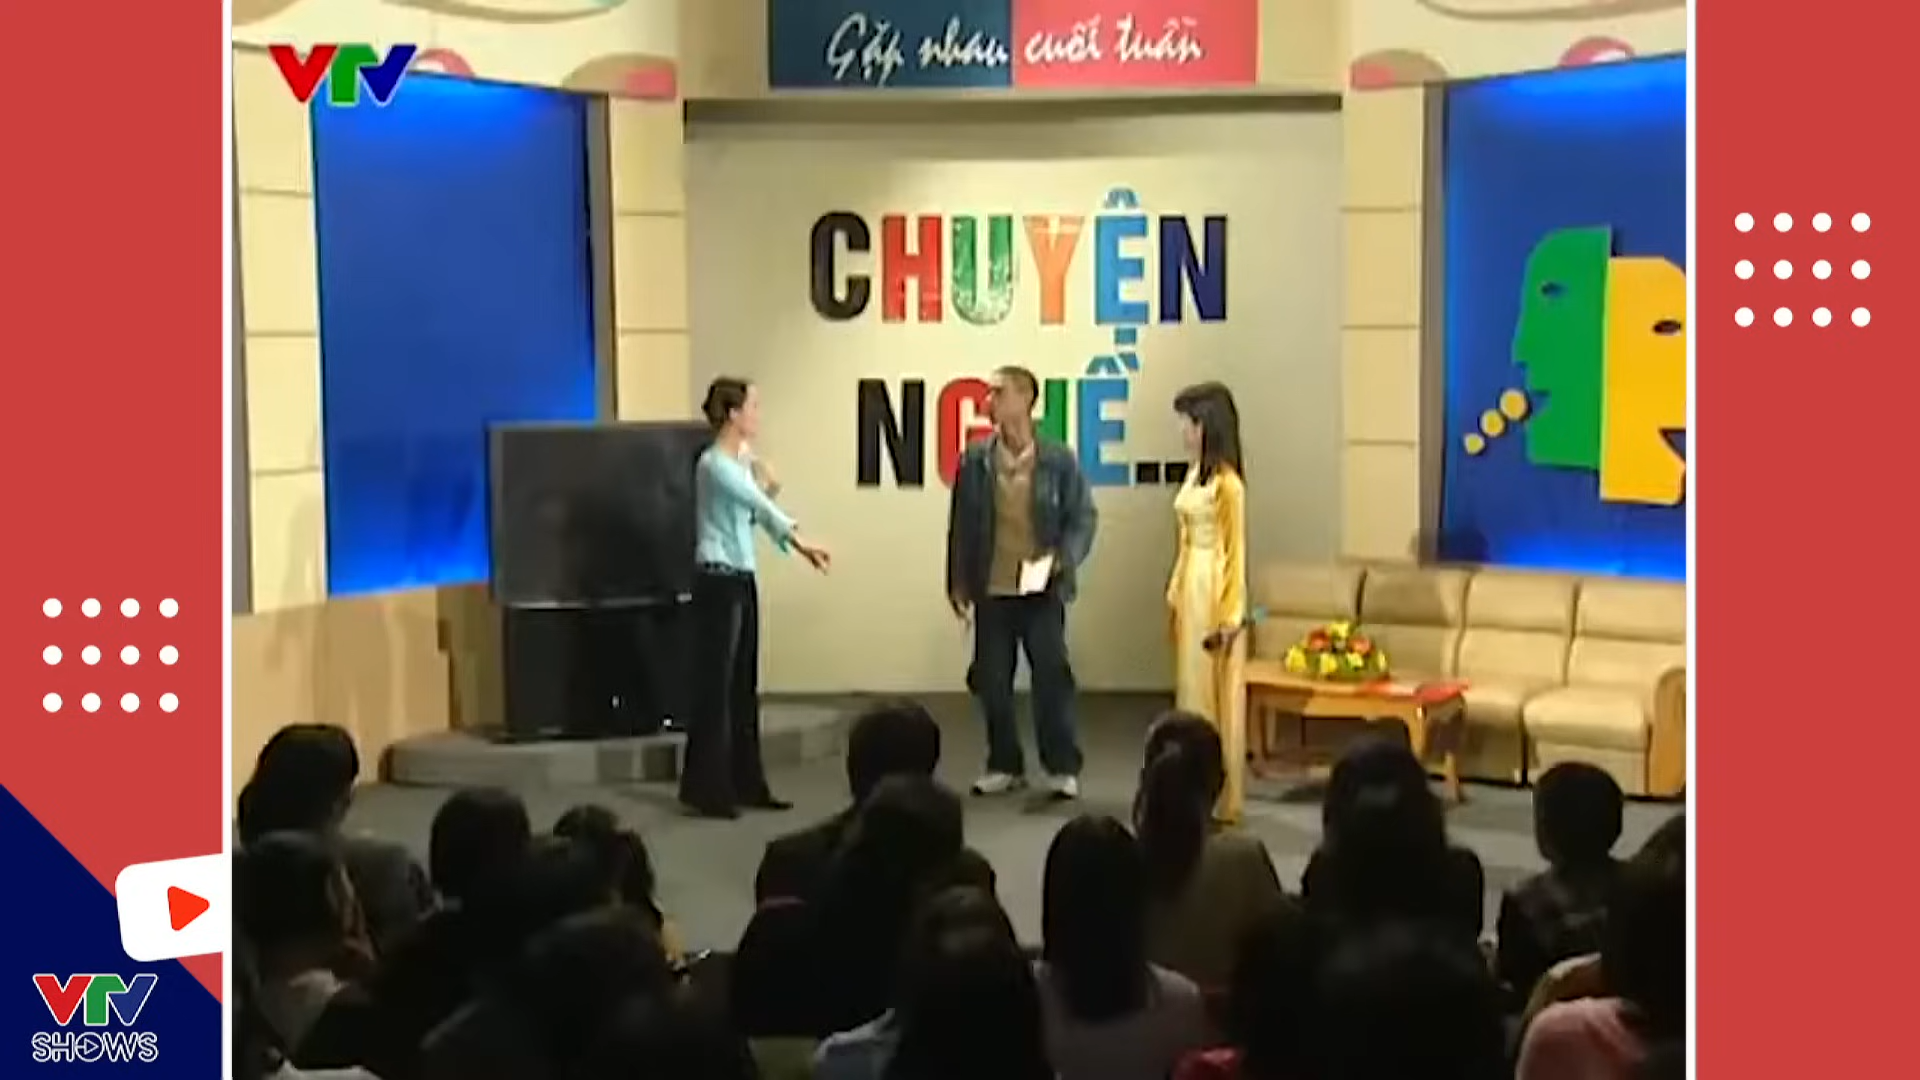 VTV
Gặp nhau cuối tuần
CHUYỆN
NGHỀ...
VTV
SHOWS